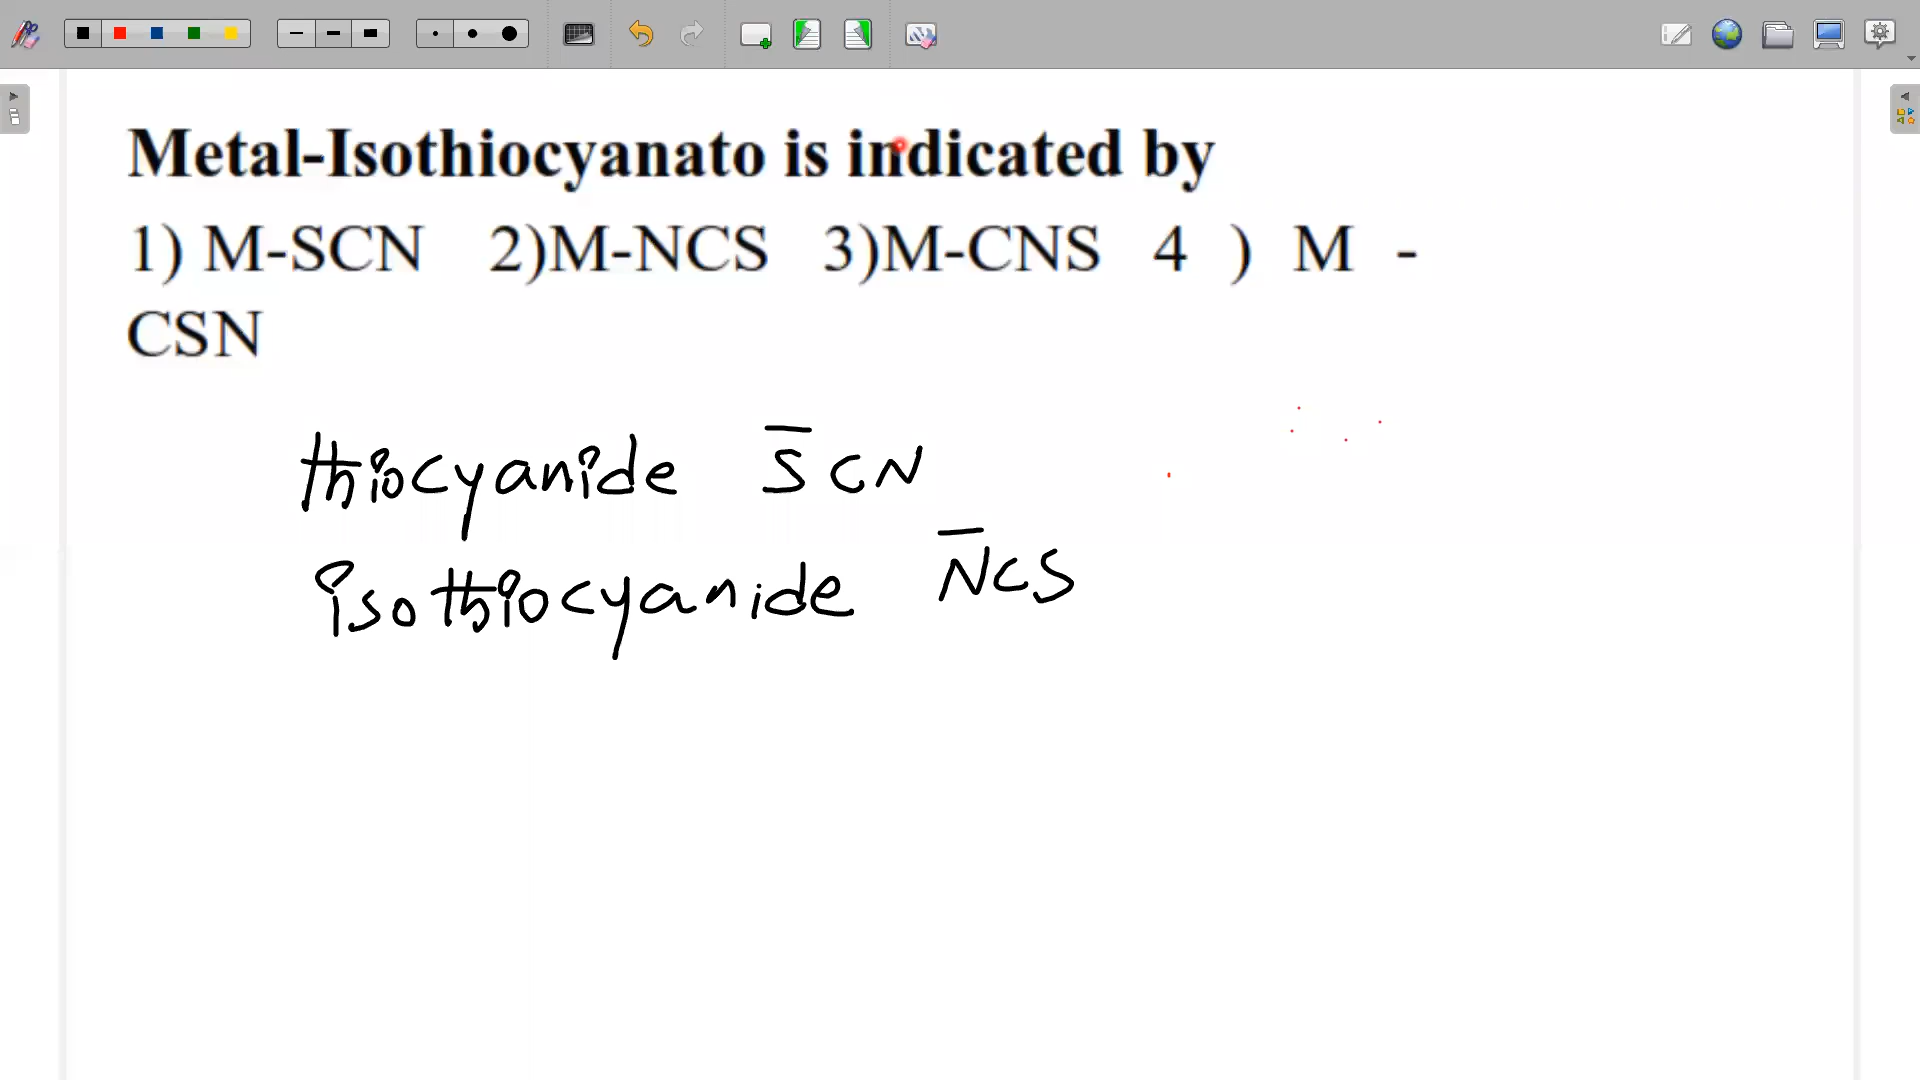 Metal-Isothiocyanato is indicated by
1) M-SCN 2)M-NCS 3)M-CNS 4 ) M -
CSN
thiocyanide S̅CN
isothiocyanide N̅CS